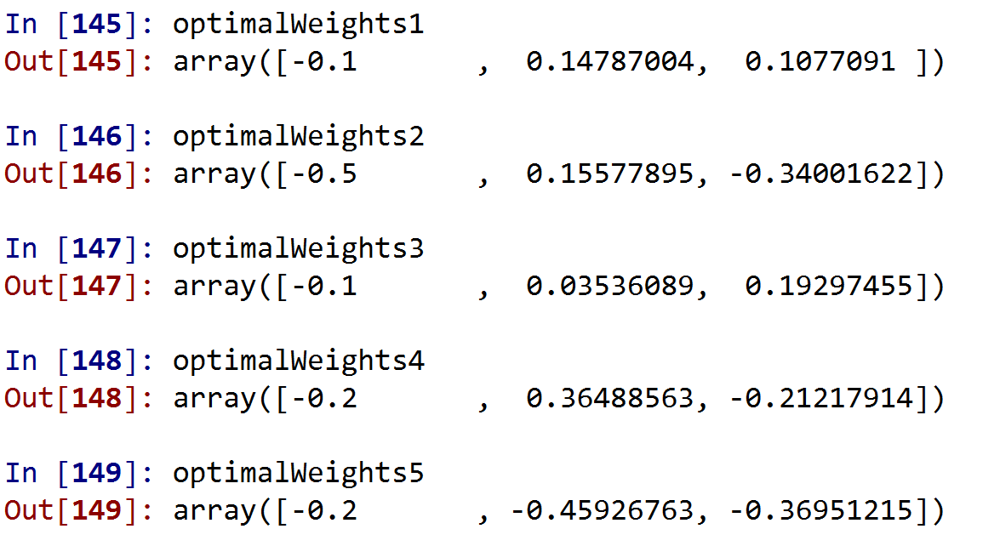 In [145]: optimalWeights1
Out[145]: array([-0.1       ,  0.14787004,  0.1077091 ])
In [146]: optimalWeights2
Out[146]: array([-0.5       ,  0.15577895, -0.34001622])
In [147]: optimalWeights3
Out[147]: array([-0.1       ,  0.03536089,  0.19297455])
In [148]: optimalWeights4
Out[148]: array([-0.2       ,  0.36488563, -0.21217914])
In [149]: optimalWeights5
Out[149]: array([-0.2       , -0.45926763, -0.36951215])